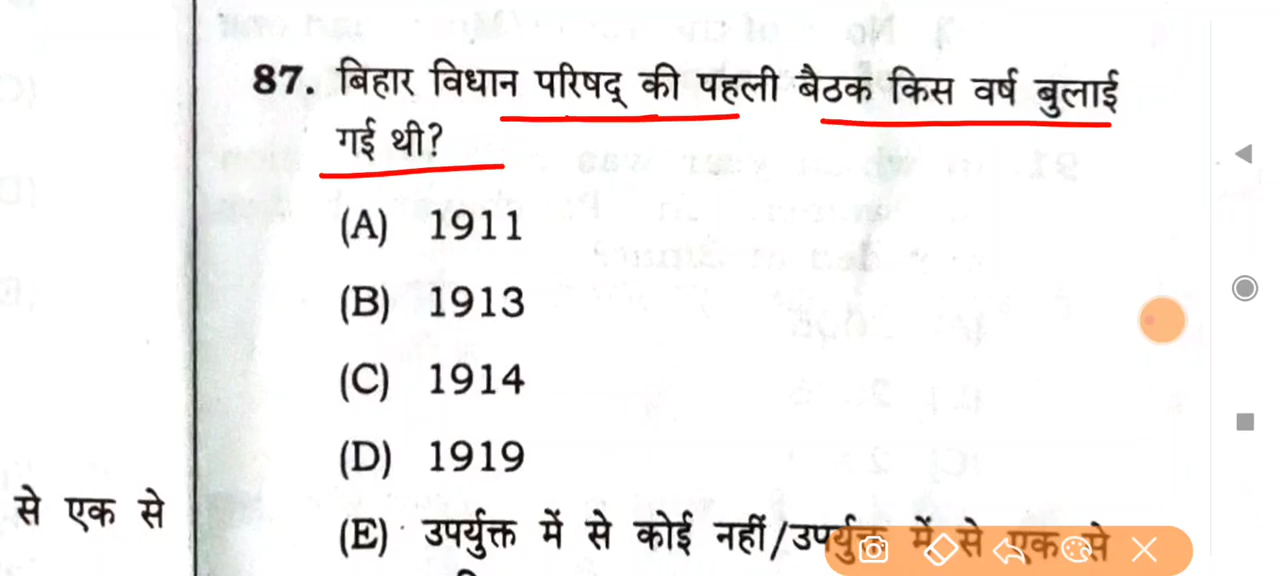 87. बिहार विधान परिषद् की पहली बैठक किस वर्ष बुलाई
गई थी?
(A) 1911
(B) 1913
(C) 1914
(D) 1919
से एक से
(E) उपर्युक्त में से कोई नहीं/उपर्युक्त में से एक से